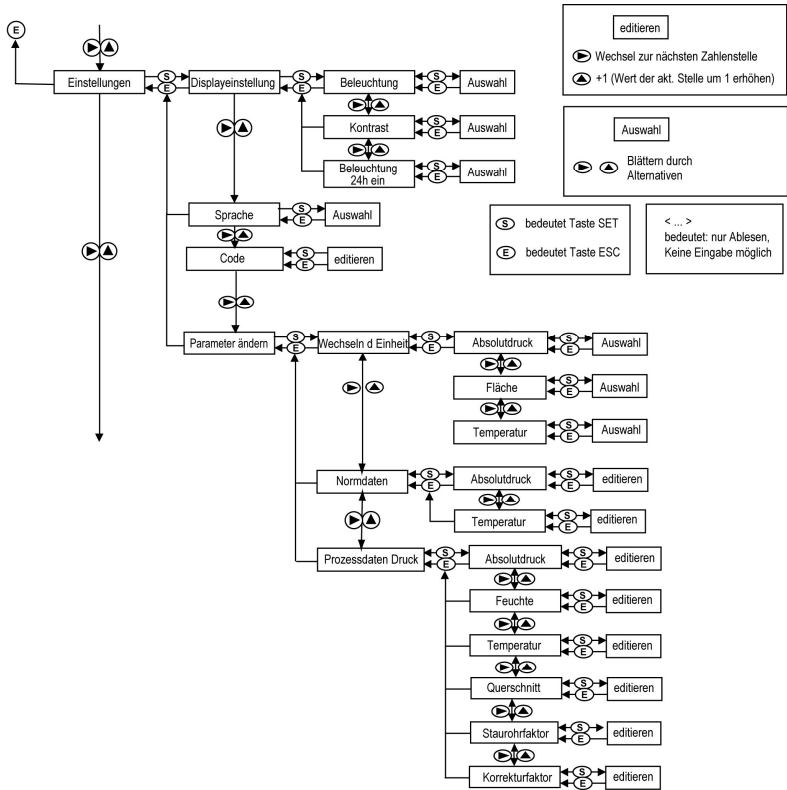 E
editieren
Wechsel zur nächsten Zahlenstelle
+1 (Wert der akt. Stelle um 1 erhöhen)
Einstellungen S E Displayeinstellung S E Beleuchtung S E Auswahl
Kontrast S E Auswahl
Beleuchtung
24h ein S E Auswahl
Auswahl
Blättern durch
Alternativen
Sprache S E Auswahl
Code S E editieren
S bedeutet Taste SET
E bedeutet Taste ESC
< ... >
bedeutet: nur Ablesen,
Keine Eingabe möglich
Parameter ändern S E Wechseln d Einheit S E Absolutdruck S E Auswahl
Fläche S E Auswahl
Temperatur S E Auswahl
Normdaten S E Absolutdruck S E editieren
Temperatur S E editieren
Prozessdaten Druck S E Absolutdruck S E editieren
Feuchte S E editieren
Temperatur S E editieren
Querschnitt S E editieren
Staurohrfaktor S E editieren
Korrekturfaktor S E editieren